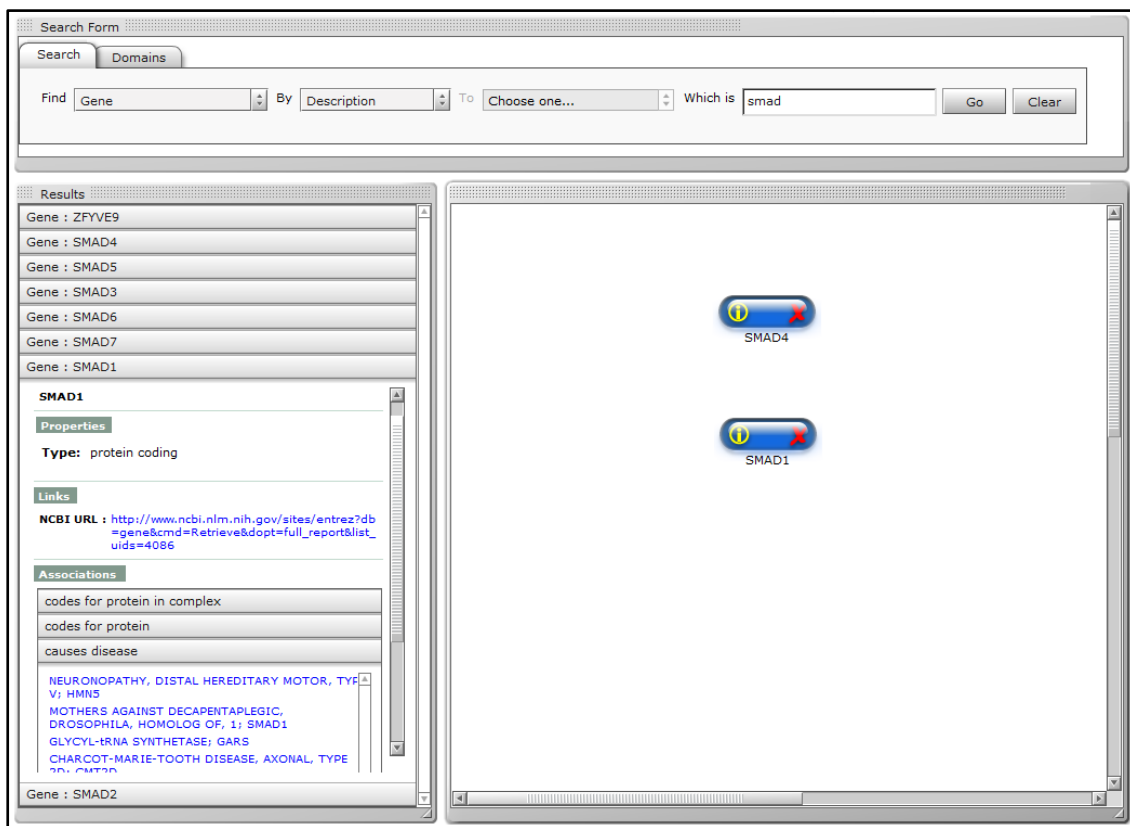 Search Form
Search Domains
Find Gene By Description To Choose one... Which is smad Go Clear
Results
Gene : ZFYVE9
Gene : SMAD4
Gene : SMAD5
Gene : SMAD3
Gene : SMAD6
Gene : SMAD7
Gene : SMAD1
SMAD1
Properties
Type: protein coding
Links
NCBI URL : http://www.ncbi.nlm.nih.gov/sites/entrez?db
=gene&cmd=Retrieve&dopt=full_report&list_
uids=4086
Associations
codes for protein in complex
codes for protein
causes disease
NEURONOPATHY, DISTAL HEREDITARY MOTOR, TYPE
V; HMN5
MOTHERS AGAINST DECAPENTAPLEGIC,
DROSOPHILA, HOMOLOG OF, 1; SMAD1
GLYCYL-tRNA SYNTHETASE; GARS
CHARCOT-MARIE-TOOTH DISEASE, AXONAL, TYPE
2D; CMT2D
Gene : SMAD2
SMAD4
SMAD1